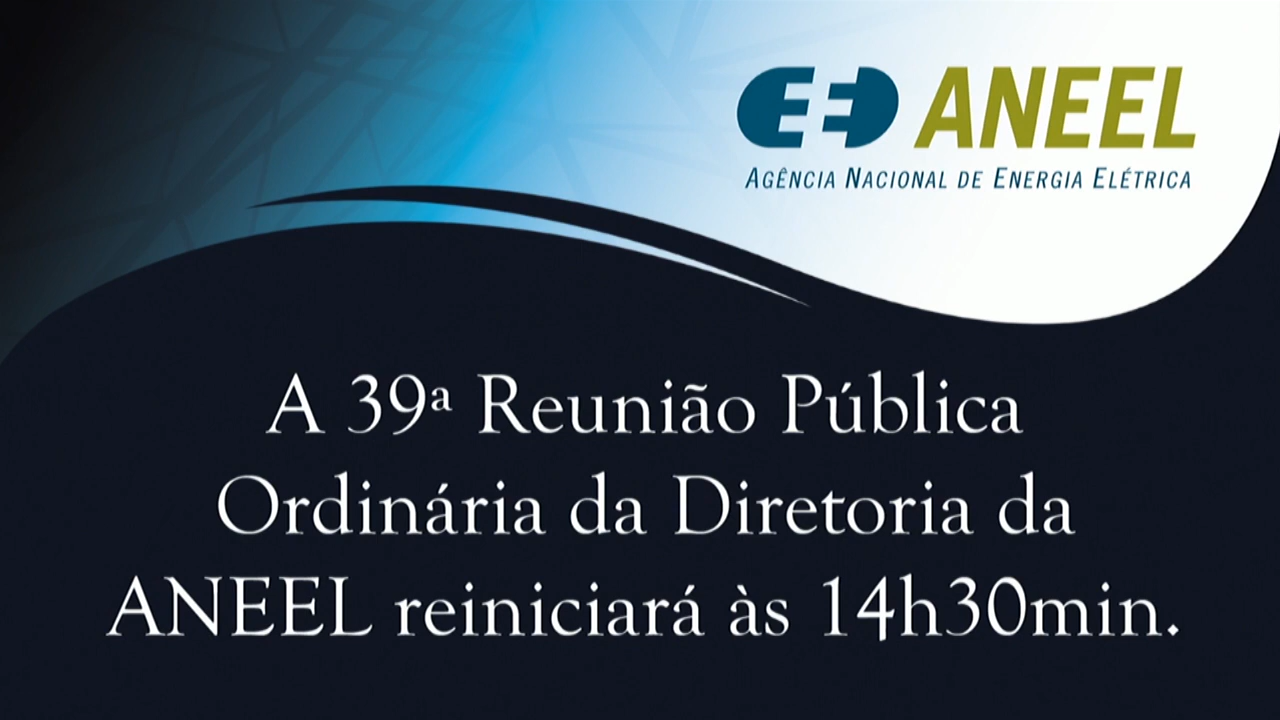 ANEEL
AGÊNCIA NACIONAL DE ENERGIA ELÉTRICA
A 39ª Reunião Pública
Ordinária da Diretoria da
ANEEL reiniciará às 14h30min.